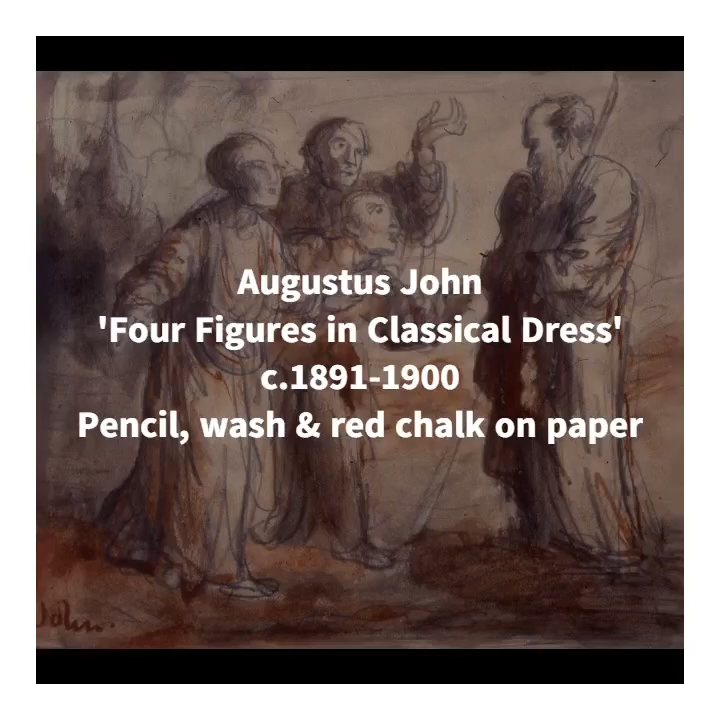 Augustus John
'Four Figures in Classical Dress'
c.1891-1900
Pencil, wash & red chalk on paper
John.